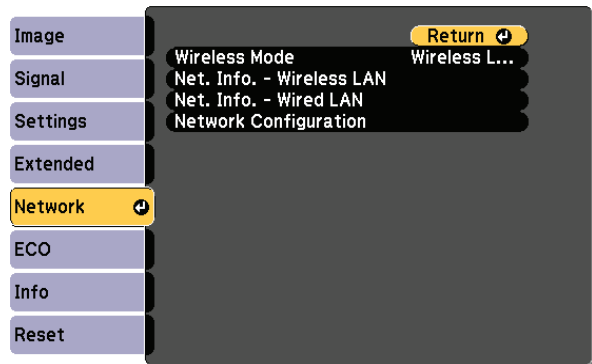 Image
Signal
Settings
Extended
Network
ECO
Info
Reset
Return
Wireless Mode Wireless L...
Net. Info. - Wireless LAN
Net. Info. - Wired LAN
Network Configuration